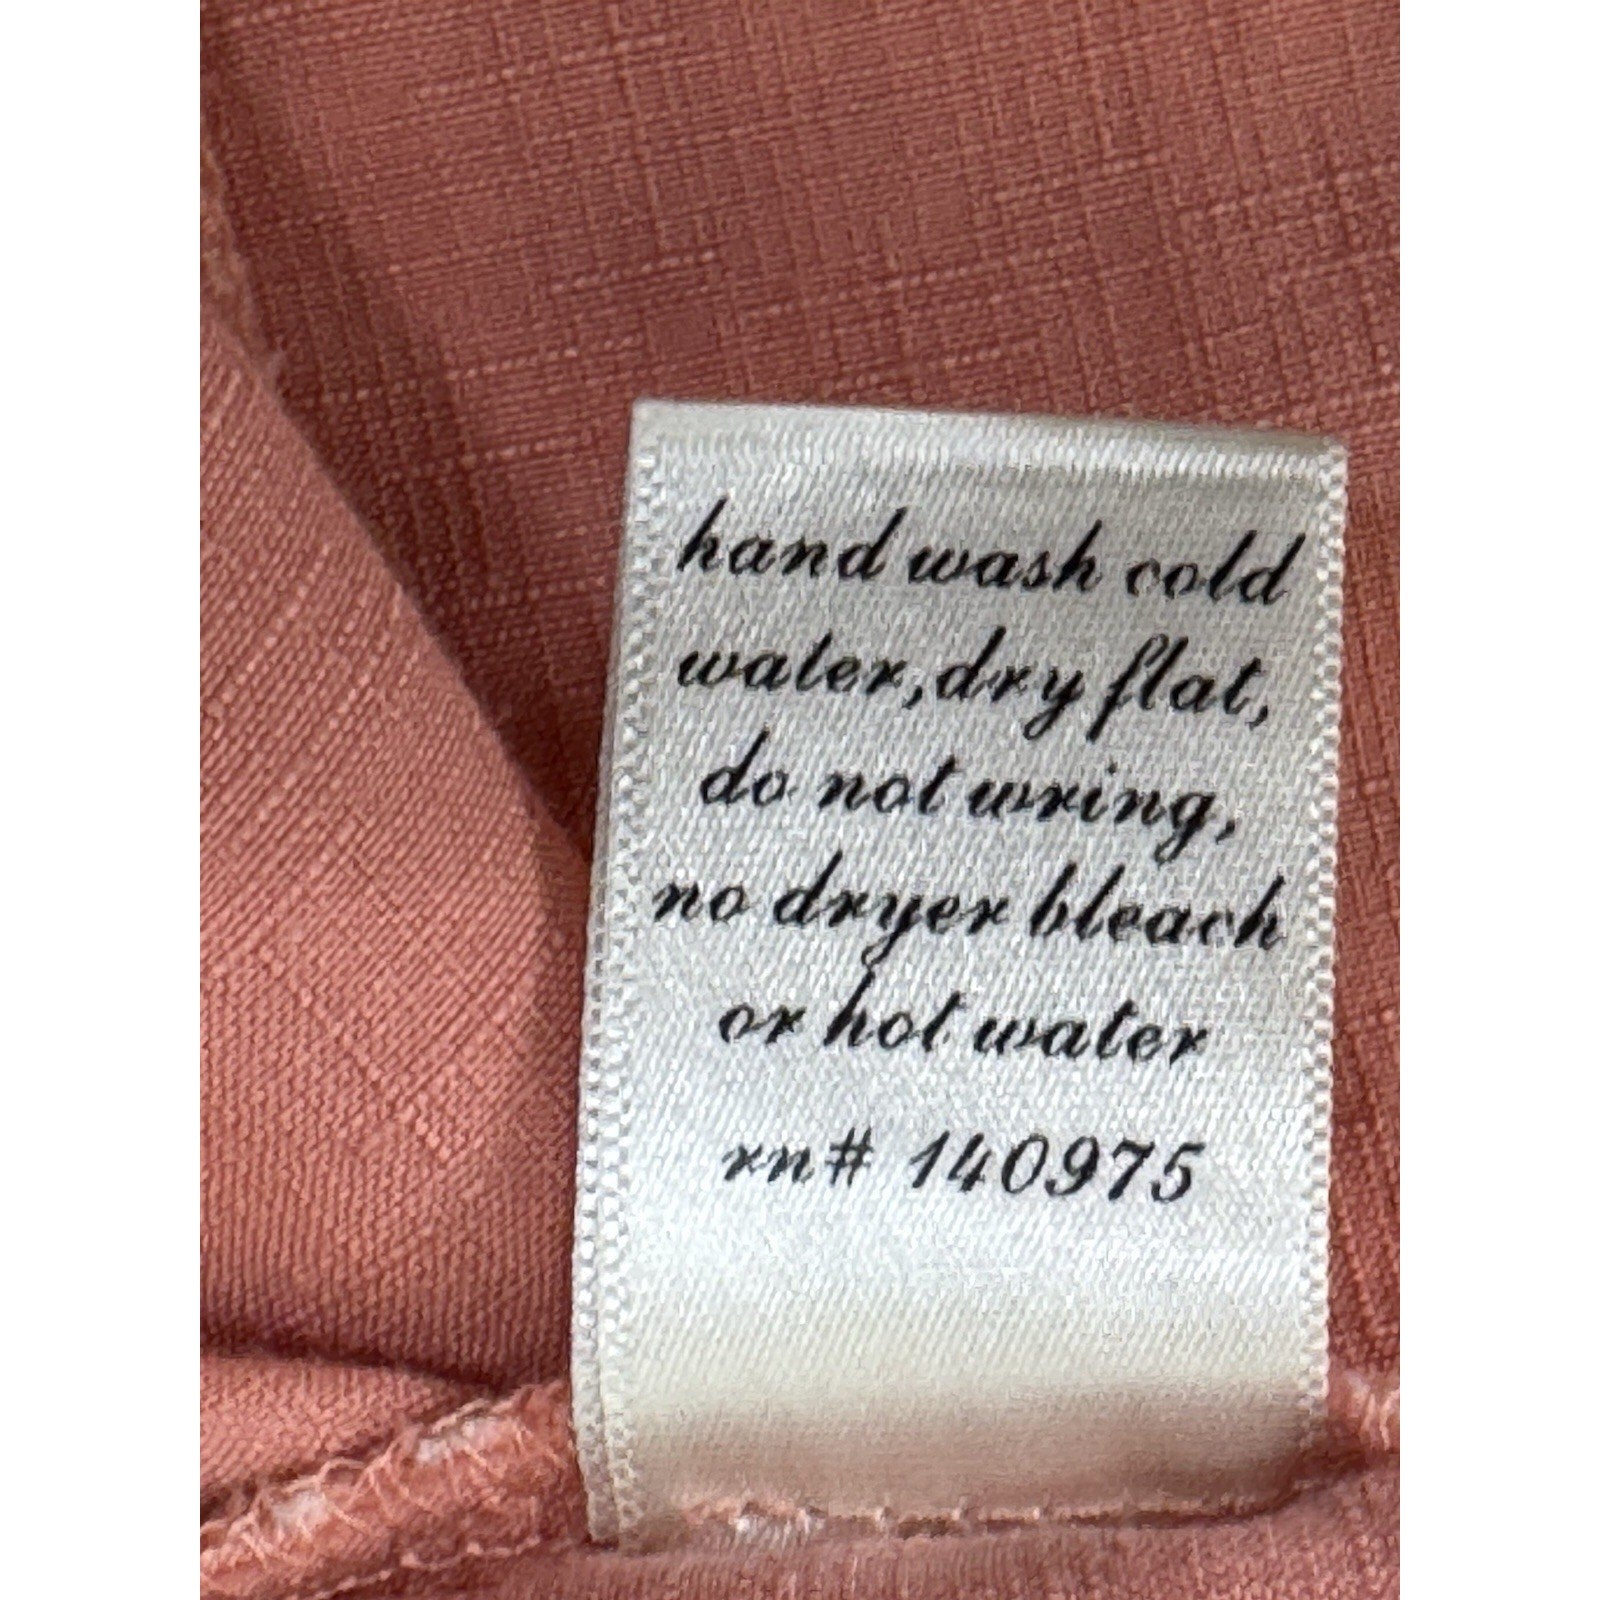 hand wash cold
water, dry flat,
do not wring,
no dryer bleach
or hot water
rn# 140975